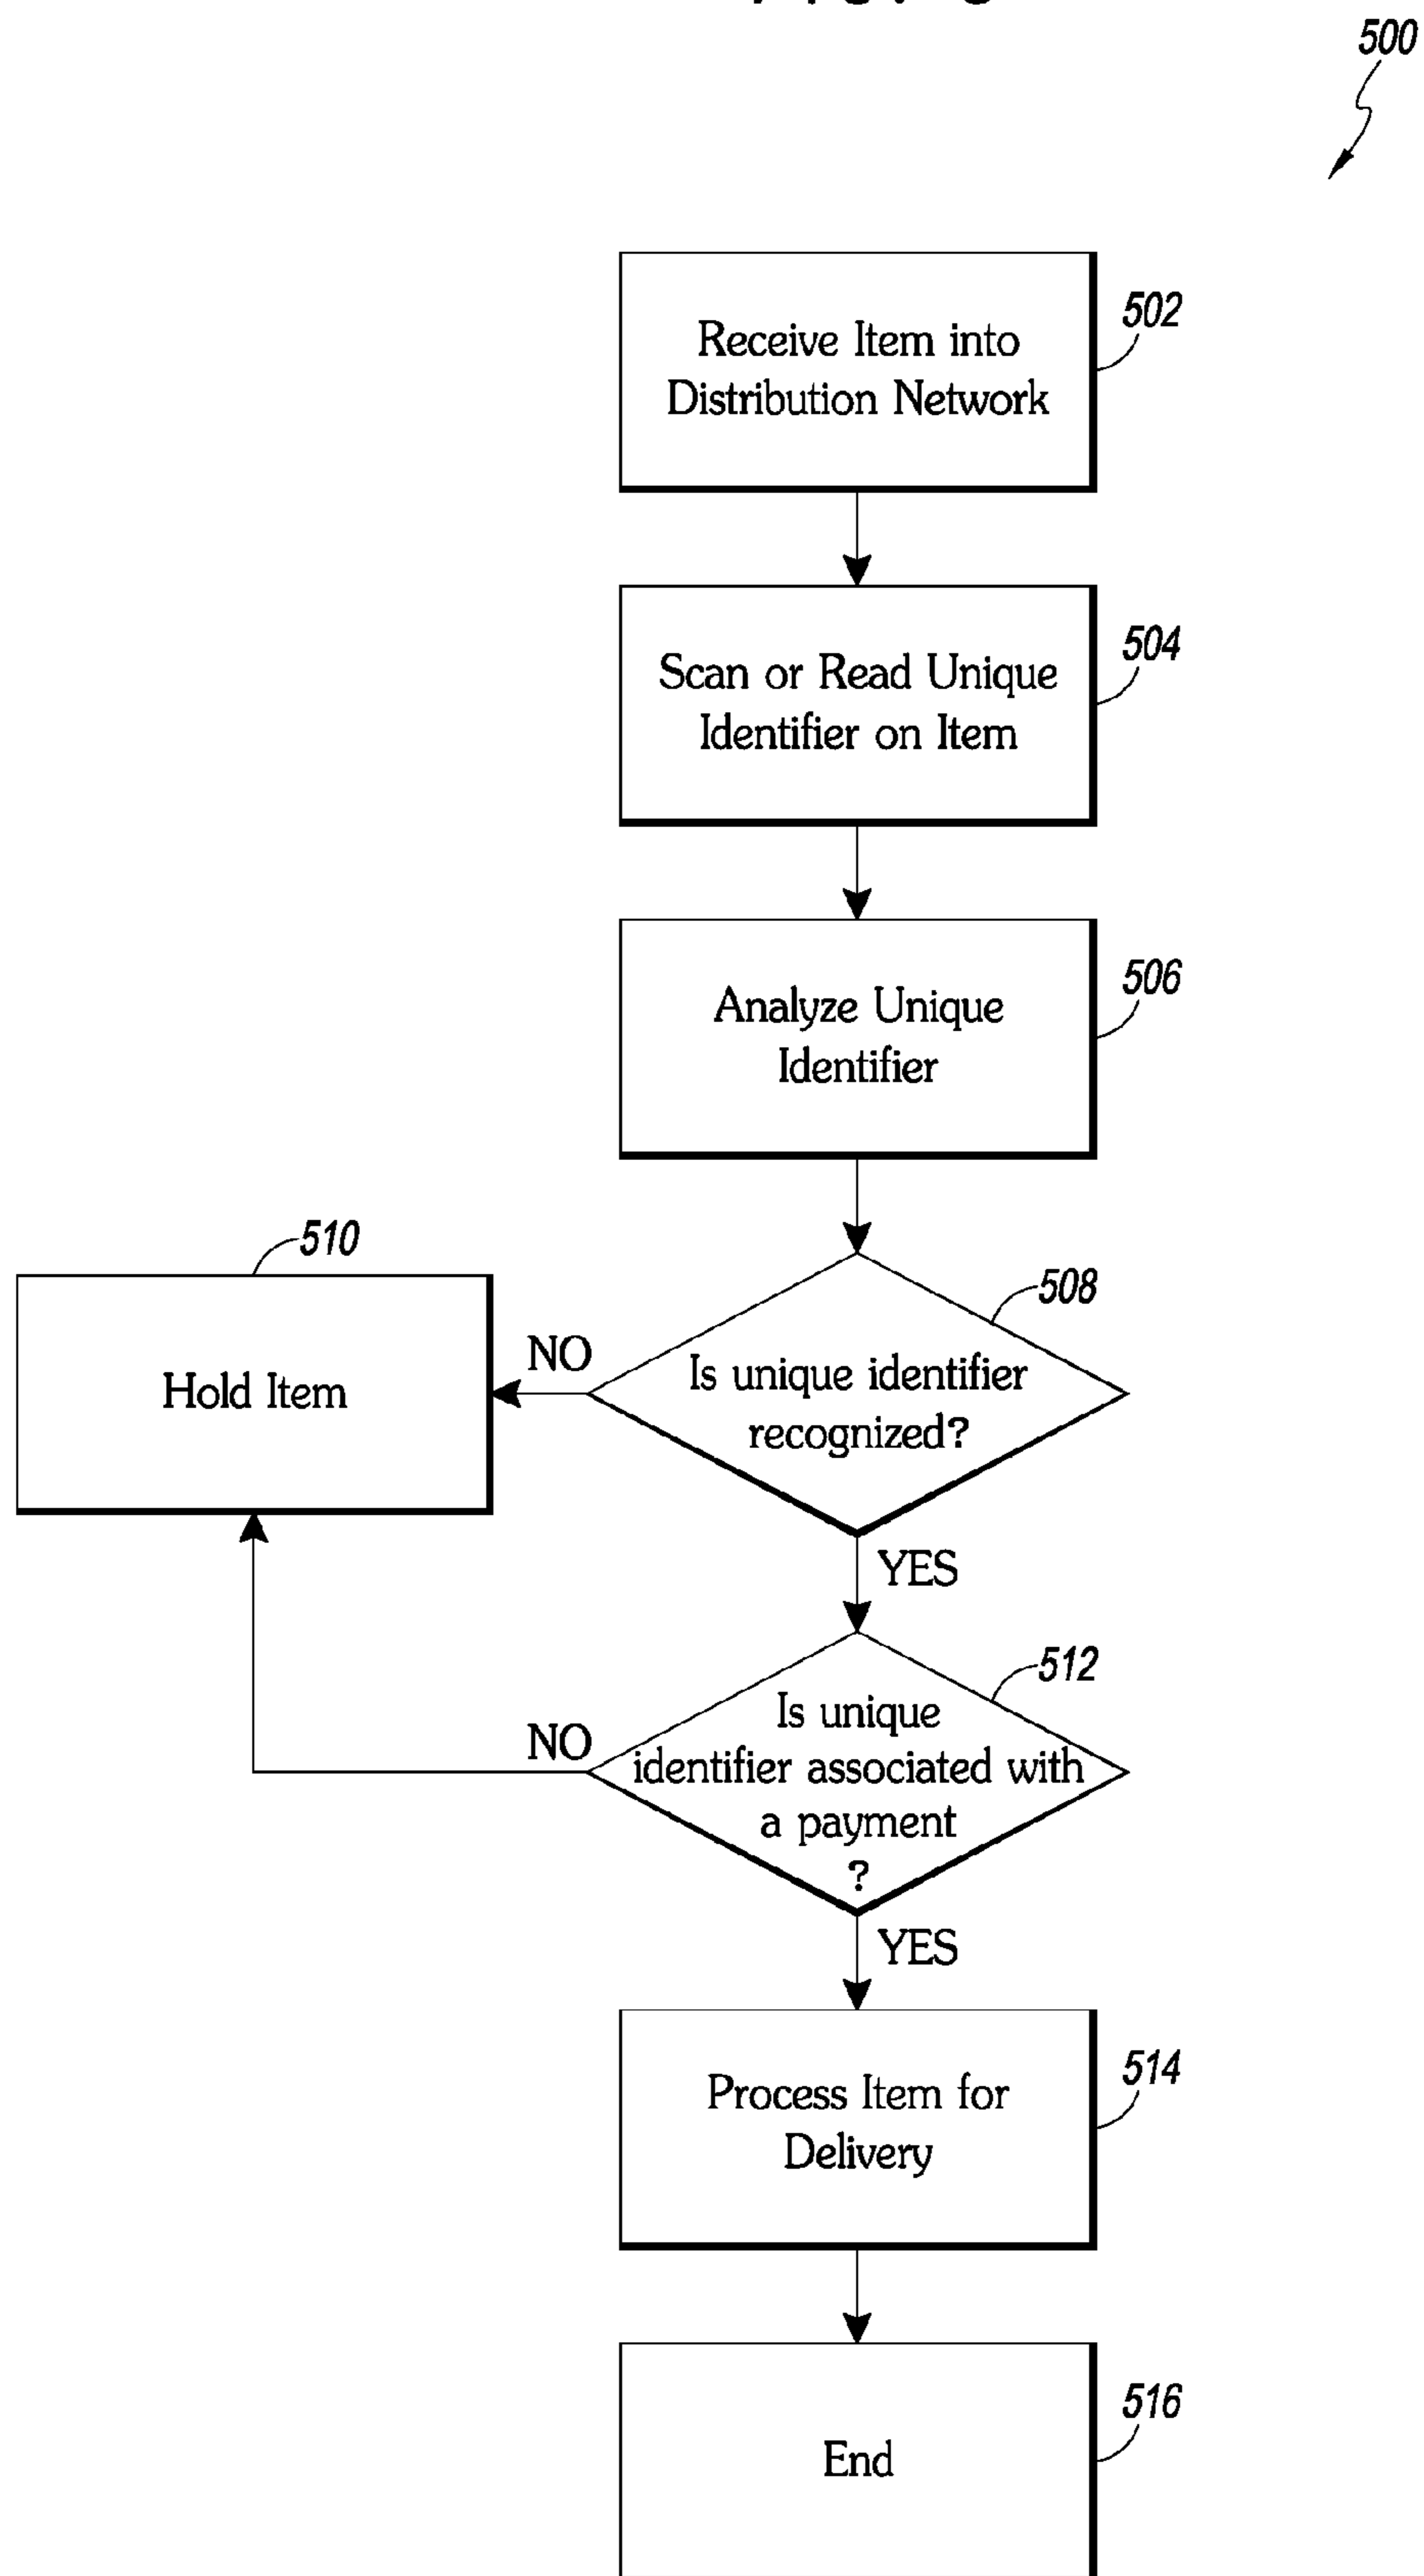 500
Receive Item into
Distribution Network
502
Scan or Read Unique
Identifier on Item
504
Analyze Unique
Identifier
506
510
Hold Item
NO
508
Is unique identifier
recognized?
YES
512
NO
Is unique
identifier associated with
a payment
?
YES
Process Item for
Delivery
514
End
516